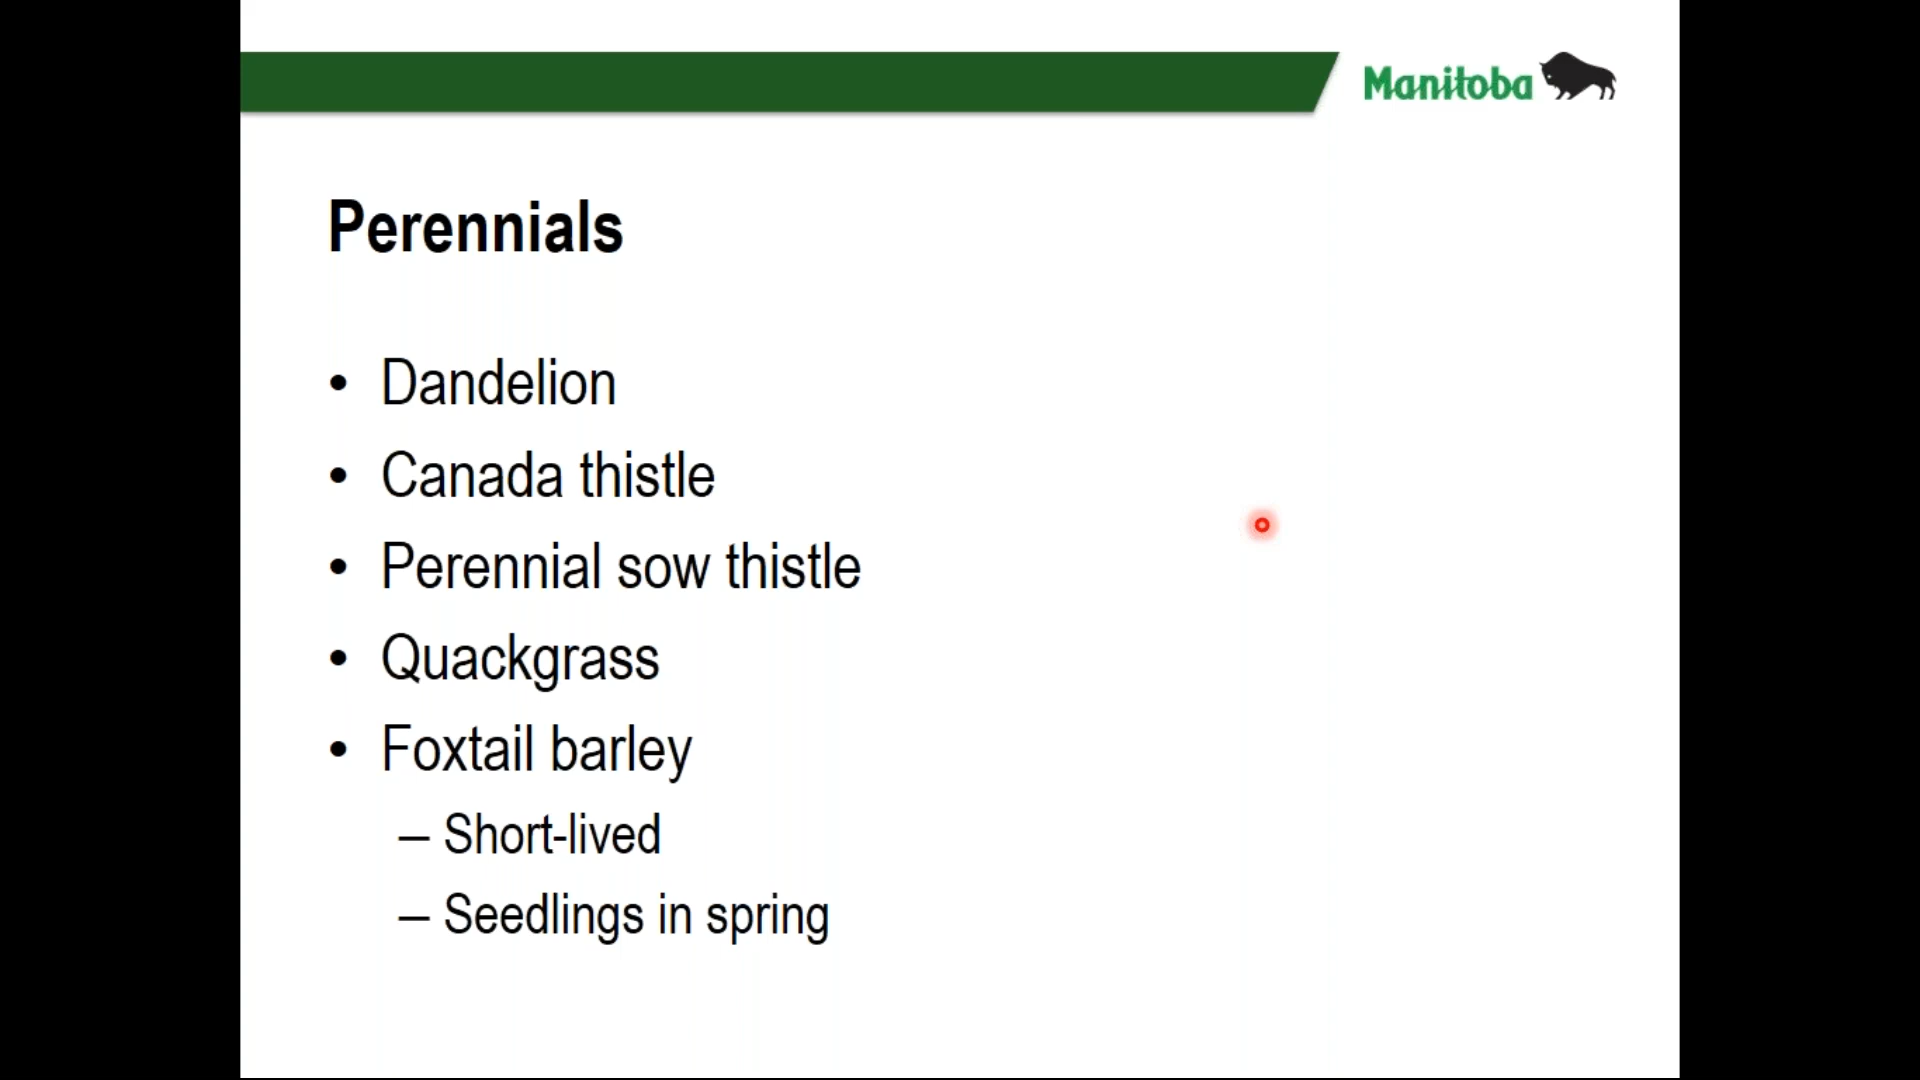 Manitoba
Perennials
• Dandelion
• Canada thistle
• Perennial sow thistle
• Quackgrass
• Foxtail barley
– Short-lived
– Seedlings in spring